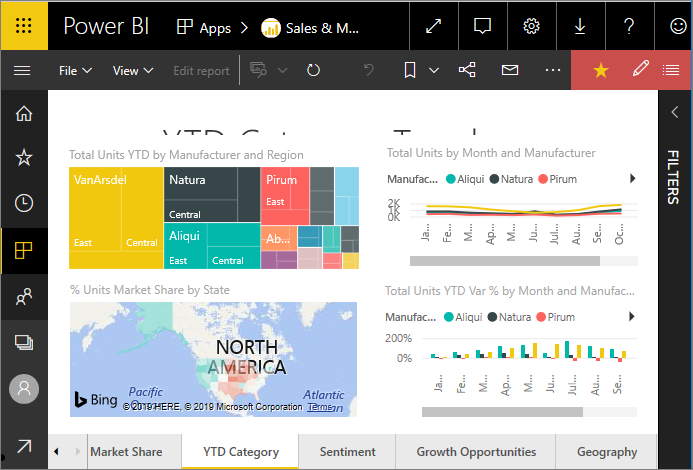 Power BI
Apps
Sales & M...
File
View
Edit report
Total Units YTD by Manufacturer and Region
VanArsdel
East
Central
Natura
Central
Aliqui
East
Central
Pirum
East
Ab...
Total Units by Month and Manufacturer
Manufac...
Aliqui
Natura
Pirum
2K
1K
0K
Ja...
Fe...
M...
Ap...
M...
Ju...
Jul...
Au...
Se...
Oc...
% Units Market Share by State
NORTH
AMERICA
Pacific
Atlantic
Bing
© 2019 HERE, © 2019 Microsoft Corporation Terms
Total Units YTD Var % by Month and Manufac...
Manufac...
Aliqui
Natura
Pirum
200%
0%
Ja...
Fe...
M...
Ap...
M...
Ju...
Jul...
Au...
Se...
FILTERS
Market Share
YTD Category
Sentiment
Growth Opportunities
Geography